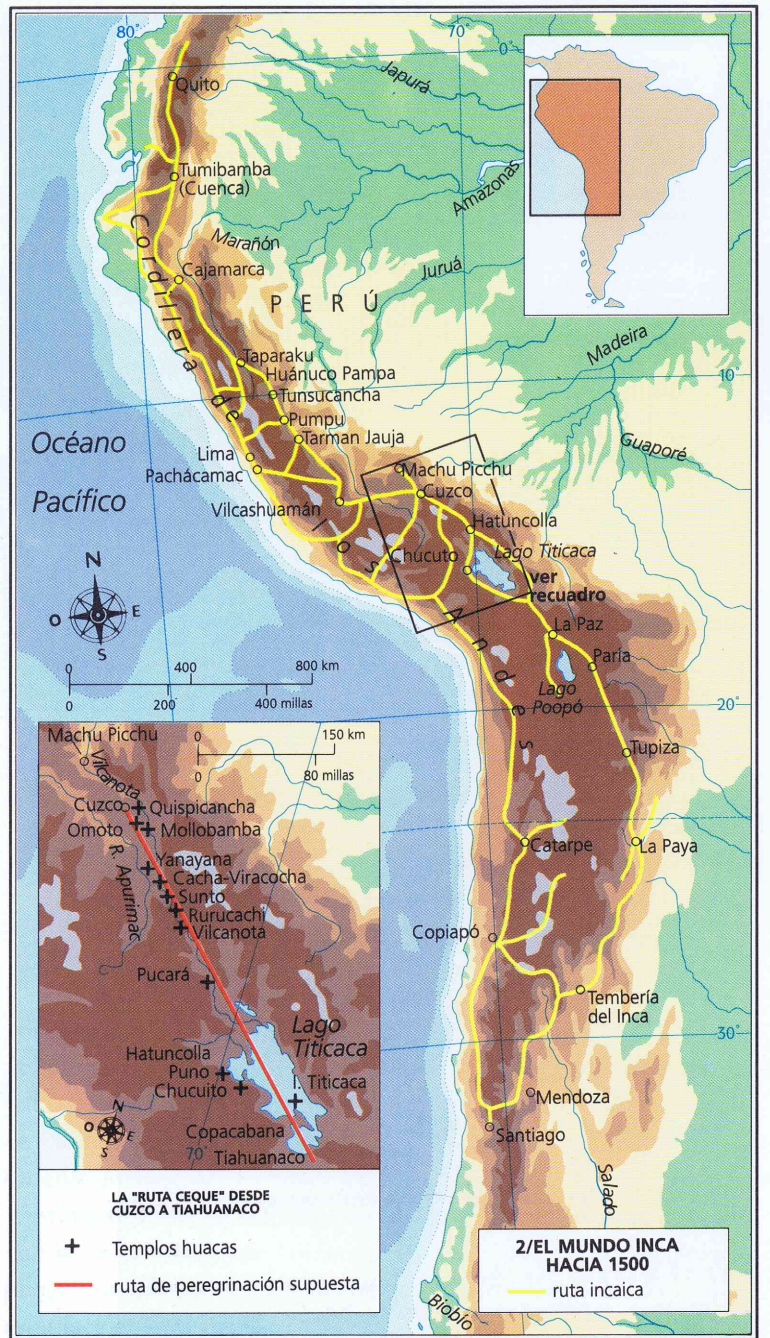 80°
70°
0°
Japurá
Quito
Amazonas
Tumibamba
(Cuenca)
Cordillera de los Andes
Marañón
Juruá
Cajamarca
PERÚ
Madeira
Taparaku
10°
Huánuco Pampa
Tunsucancha
Pumpu
Guaporé
Océano
Pacífico
Tarman Jauja
Lima
Pachácamac
Machu Picchu
Cuzco
Vilcashuamán
Hatuncolla
Chucuto
Lago Titicaca
ver
recuadro
N
O
E
S
La Paz
Paría
0 400 800 km
0 200 400 millas
Lago
Poopó
20°
Tupiza
Catarpe
La Paya
Copiapó
Tembería
del Inca
30°
Mendoza
Santiago
Salado
Biobío
Machu Picchu
0 150 km
0 80 millas
Vilcanota
Cuzco
Quispicancha
Omoto
Mollobamba
R. Apurimac
Yanayana
Cacha-Viracocha
Sunto
Rurucachi
Vilcanota
Pucará
Lago
Titicaca
Hatuncolla
Puno
Chucuito
I. Titicaca
N
O
E
S
Copacabana
70°
Tiahuanaco
LA "RUTA CEQUE" DESDE
CUZCO A TIAHUANACO
Templos huacas
ruta de peregrinación supuesta
2/EL MUNDO INCA
HACIA 1500
ruta incaica